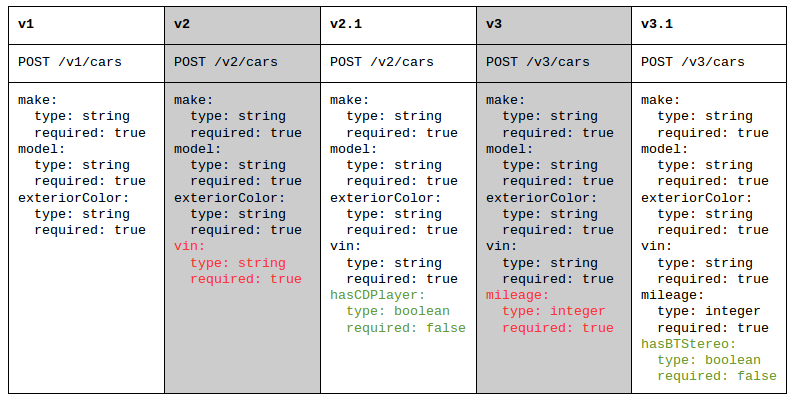 v1
POST /v1/cars
make:
  type: string
  required: true
model:
  type: string
  required: true
exteriorColor:
  type: string
  required: true
v2
POST /v2/cars
make:
  type: string
  required: true
model:
  type: string
  required: true
exteriorColor:
  type: string
  required: true
vin:
  type: string
  required: true
v2.1
POST /v2/cars
make:
  type: string
  required: true
model:
  type: string
  required: true
exteriorColor:
  type: string
  required: true
vin:
  type: string
  required: true
hasCDPlayer:
  type: boolean
  required: false
v3
POST /v3/cars
make:
  type: string
  required: true
model:
  type: string
  required: true
exteriorColor:
  type: string
  required: true
vin:
  type: string
  required: true
mileage:
  type: integer
  required: true
v3.1
POST /v3/cars
make:
  type: string
  required: true
model:
  type: string
  required: true
exteriorColor:
  type: string
  required: true
vin:
  type: string
  required: true
mileage:
  type: integer
  required: true
hasBTStereo:
  type: boolean
  required: false